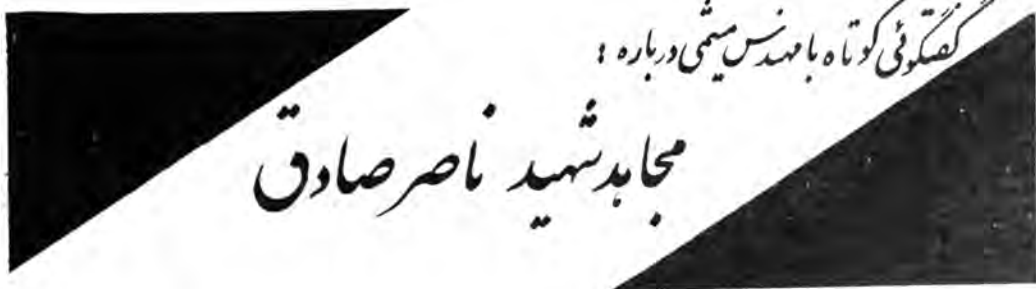 گفتگوئی کوتاه با مهندس میثمی درباره :
مجاهد شهید ناصر صادق